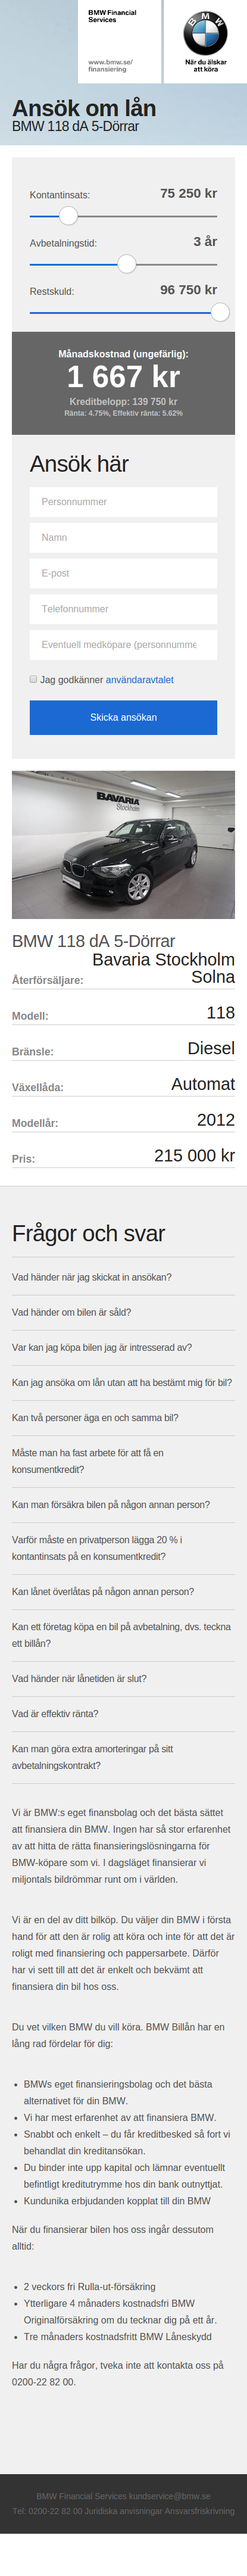 BMW Financial
Services
www.bmw.se/
finansiering
BMW
När du älskar
att köra
Ansök om lån
BMW 118 dA 5-Dörrar
Kontantinsats: 75 250 kr
Avbetalningstid: 3 år
Restskuld: 96 750 kr
Månadskostnad (ungefärlig):
1 667 kr
Kreditbelopp: 139 750 kr
Ränta: 4.75%, Effektiv ränta: 5.62%
Ansök här
Personnummer
Namn
E-post
Telefonnummer
Eventuell medköpare (personnumme
Jag godkänner användaravtalet
Skicka ansökan
BAVARIA
STOCKHOLM
BMW 118 dA 5-Dörrar
Återförsäljare: Bavaria Stockholm
Solna
Modell: 118
Bränsle: Diesel
Växellåda: Automat
Modellår: 2012
Pris: 215 000 kr
Frågor och svar
Vad händer när jag skickat in ansökan?
Vad händer om bilen är såld?
Var kan jag köpa bilen jag är intresserad av?
Kan jag ansöka om lån utan att ha bestämt mig för bil?
Kan två personer äga en och samma bil?
Måste man ha fast arbete för att få en
konsumentkredit?
Kan man försäkra bilen på någon annan person?
Varför måste en privatperson lägga 20 % i
kontantinsats på en konsumentkredit?
Kan lånet överlåtas på någon annan person?
Kan ett företag köpa en bil på avbetalning, dvs. teckna
ett billån?
Vad händer när lånetiden är slut?
Vad är effektiv ränta?
Kan man göra extra amorteringar på sitt
avbetalningskontrakt?
Vi är BMW:s eget finansbolag och det bästa sättet
att finansiera din BMW. Ingen har så stor erfarenhet
av att hitta de rätta finansieringslösningarna för
BMW-köpare som vi. I dagsläget finansierar vi
miljontals bildrömmar runt om i världen.
Vi är en del av ditt bilköp. Du väljer din BMW i första
hand för att den är rolig att köra och inte för att det är
roligt med finansiering och pappersarbete. Därför
har vi sett till att det är enkelt och bekvämt att
finansiera din bil hos oss.
Du vet vilken BMW du vill köra. BMW Billån har en
lång rad fördelar för dig:
• BMWs eget finansieringsbolag och det bästa
alternativet för din BMW.
• Vi har mest erfarenhet av att finansiera BMW.
• Snabbt och enkelt – du får kreditbesked så fort vi
behandlat din kreditansökan.
• Du binder inte upp kapital och lämnar eventuellt
befintligt kreditutrymme hos din bank outnyttjat.
• Kundunika erbjudanden kopplat till din BMW
När du finansierar bilen hos oss ingår dessutom
alltid:
• 2 veckors fri Rulla-ut-försäkring
• Ytterligare 4 månaders kostnadsfri BMW
Originalförsäkring om du tecknar dig på ett år.
• Tre månaders kostnadsfritt BMW Låneskydd
Har du några frågor, tveka inte att kontakta oss på
0200-22 82 00.
BMW Financial Services kundservice@bmw.se
Tel: 0200-22 82 00 Juridiska anvisningar Ansvarsfriskrivning